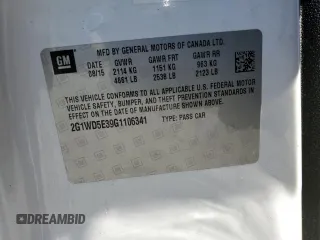 GM
MFD BY GENERAL MOTORS OF CANADA LTD.
DATE GVWR GAWR FRT GAWR RR
08/15 2114 KG 1151 KG 963 KG
4661 LB 2538 LB 2123 LB
THIS VEHICLE CONFORMS TO ALL APPLICABLE U.S. FEDERAL MOTOR
VEHICLE SAFETY, BUMPER, AND THEFT PREVENTION STANDARDS IN
EFFECT ON THE DATE OF MANUFACTURE SHOWN ABOVE.
2G1WD5E39G1106341 TYPE: PASS CAR
DREAMBID